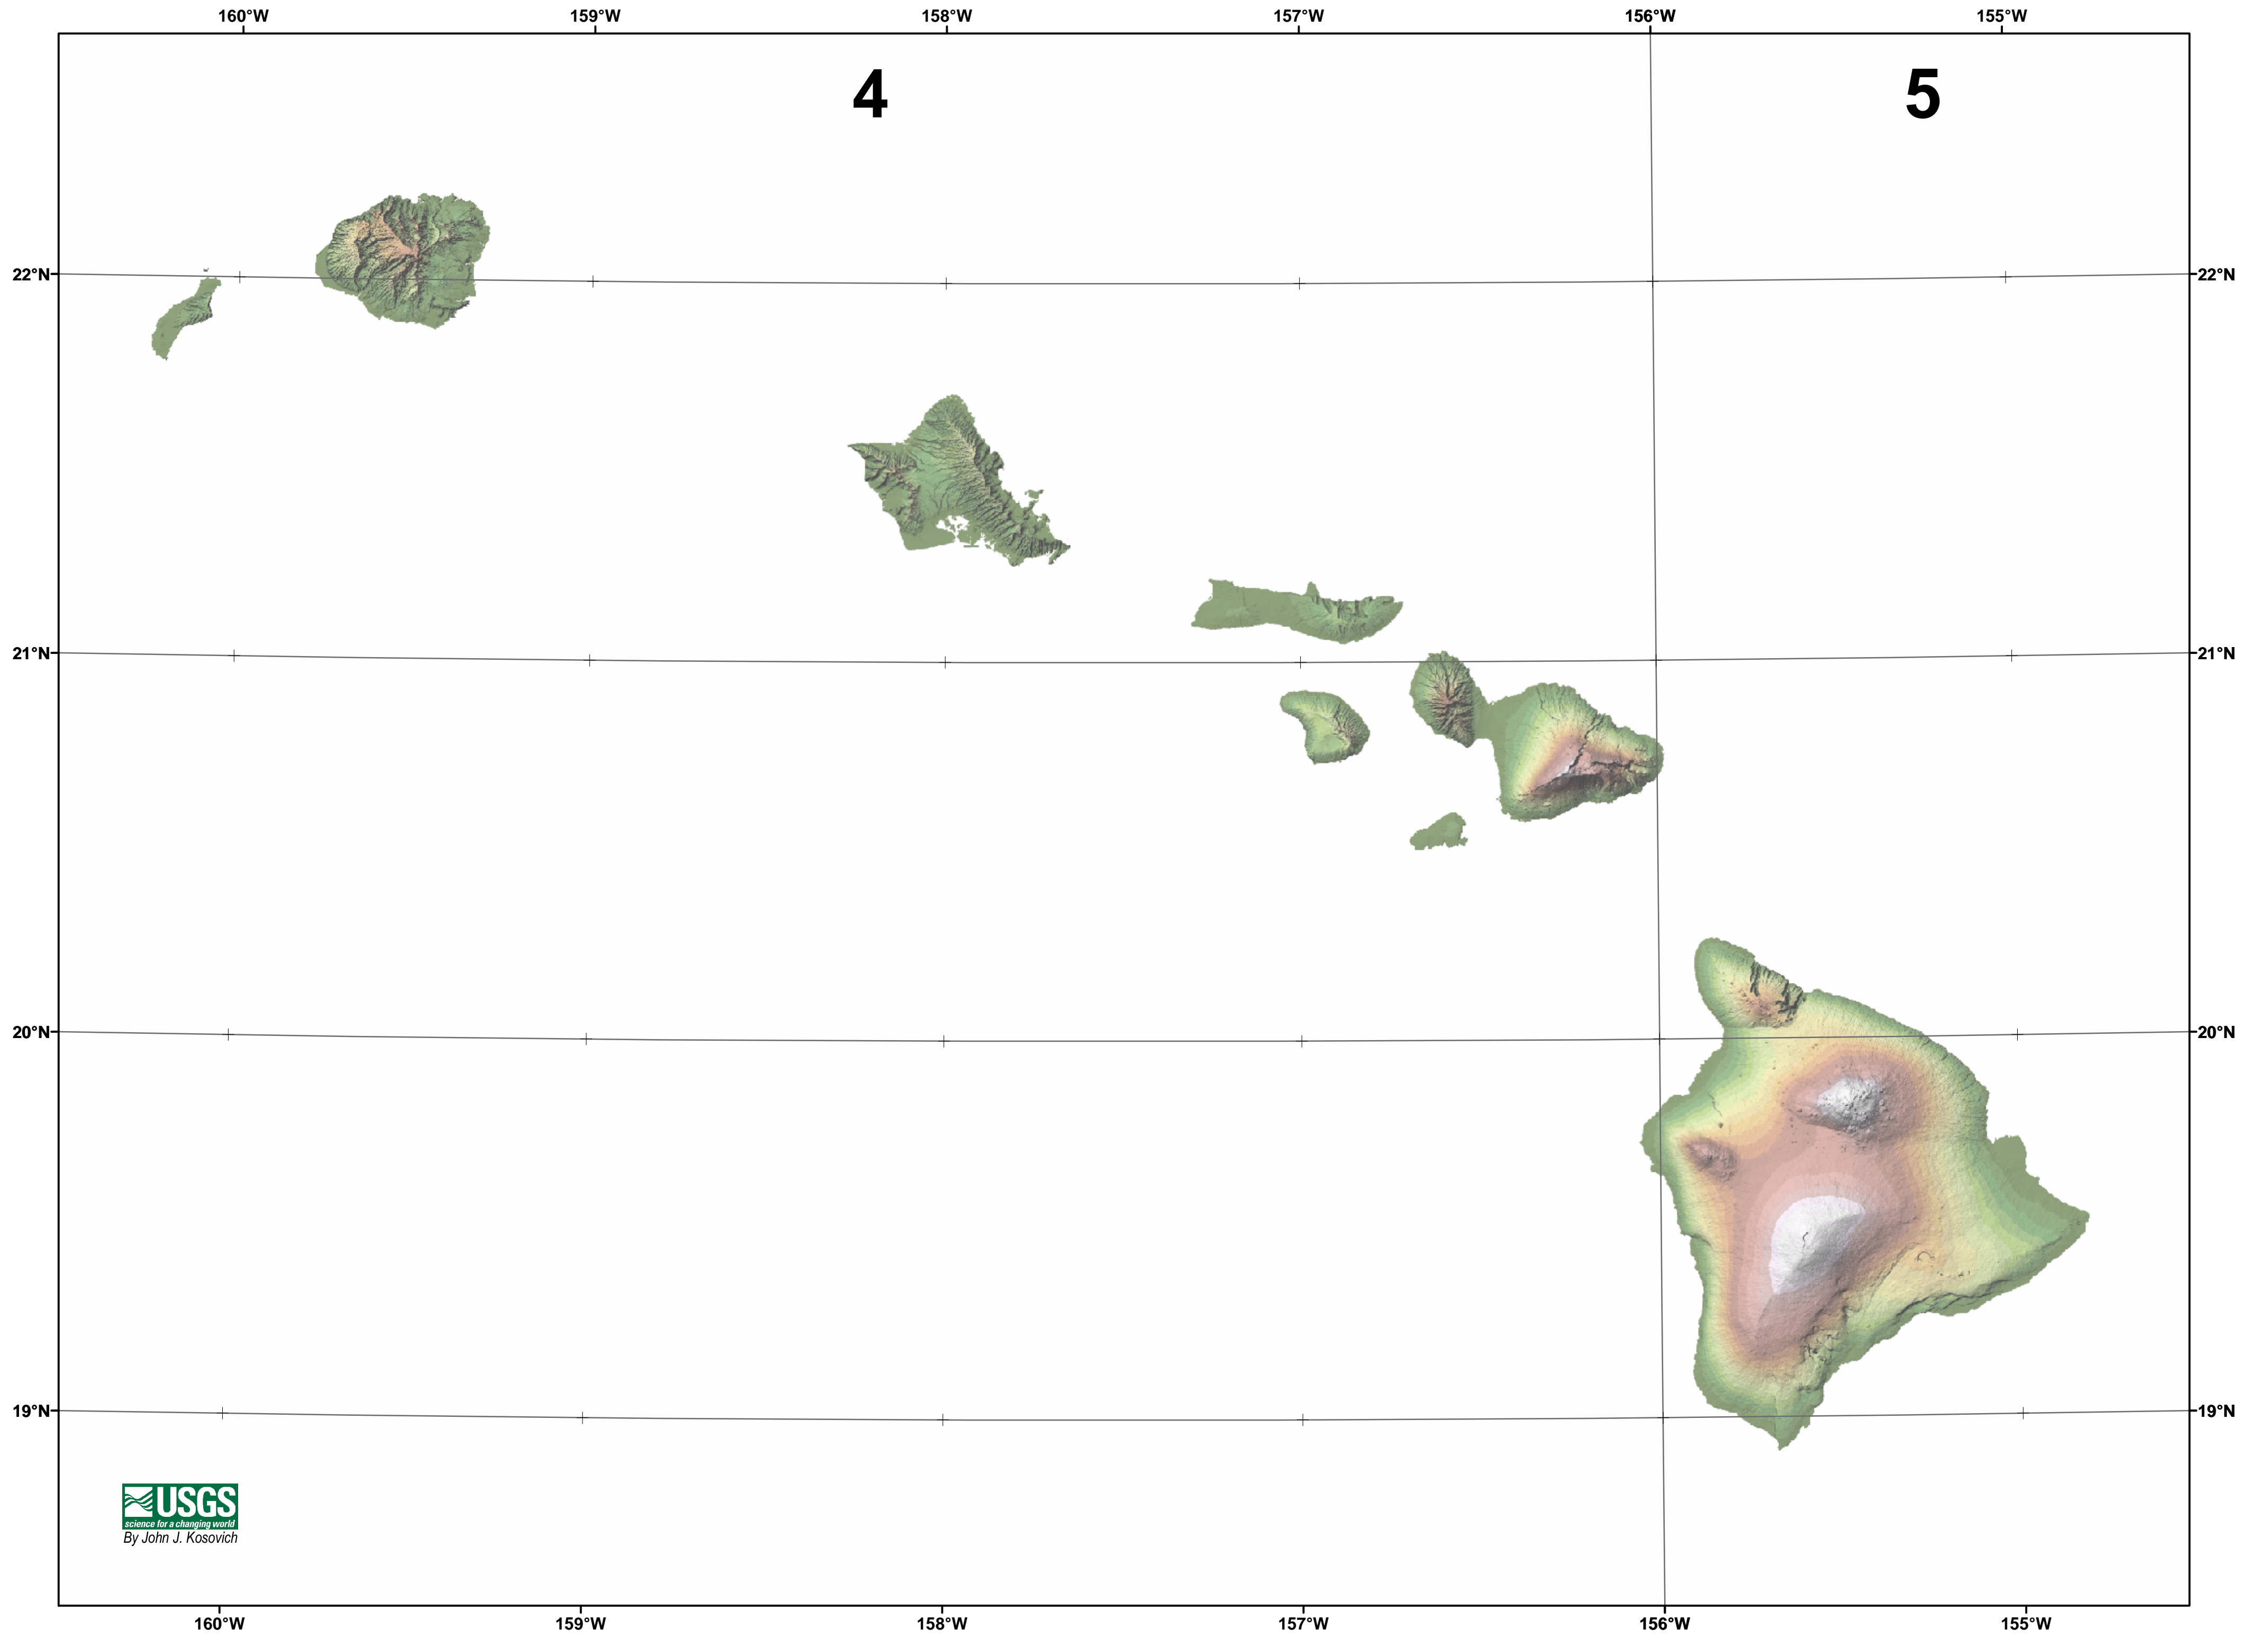 160°W 159°W 158°W 157°W 156°W 155°W
4 5
22°N 22°N
21°N 21°N
20°N 20°N
19°N 19°N
USGS
science for a changing world
By John J. Kosovich
160°W 159°W 158°W 157°W 156°W 155°W